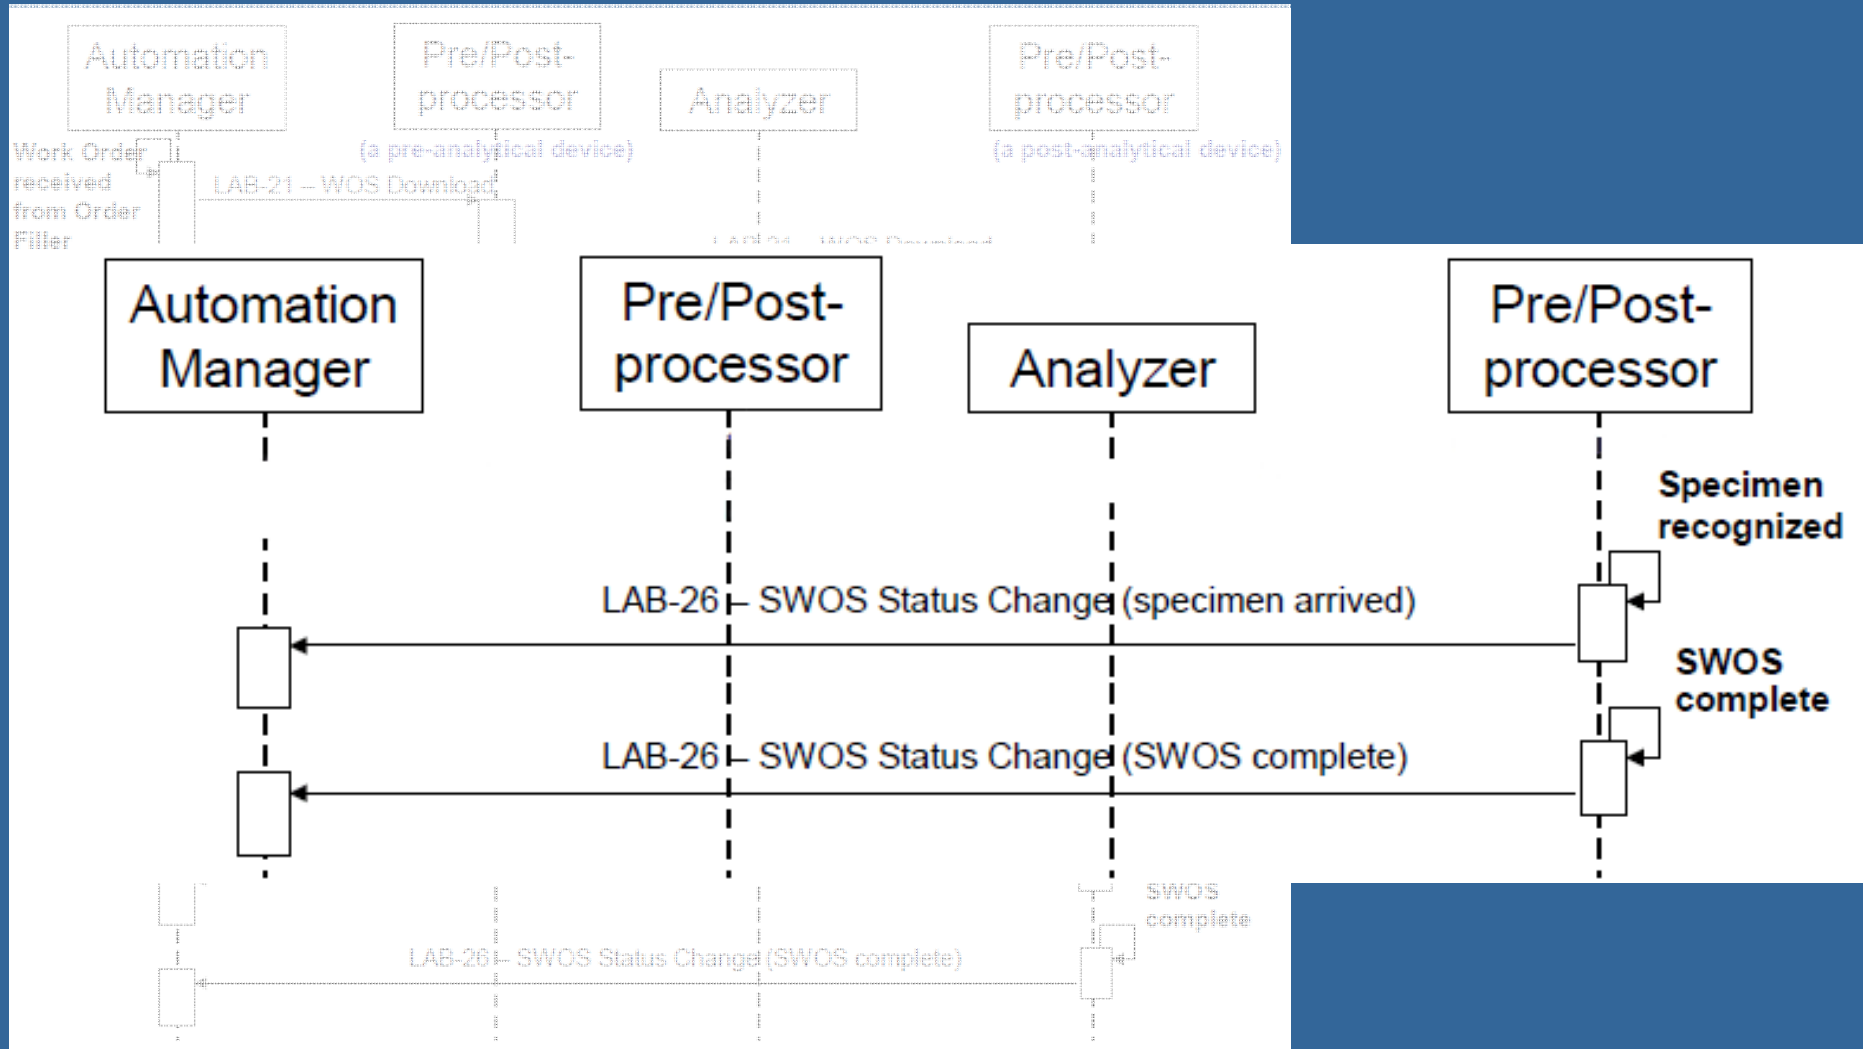 Automation
Manager
Pre/Post-
processor
Analyzer
Pre/Post-
processor
(a pre-analytical device)
(a post-analytical device)
Work Order
received
from Order
Filler
LAB-21 – WOS Download
Automation
Manager
Pre/Post-
processor
Analyzer
Pre/Post-
processor
Specimen
recognized
LAB-26 – SWOS Status Change (specimen arrived)
SWOS
complete
LAB-26 – SWOS Status Change (SWOS complete)
SWOS
complete
LAB-26 – SWOS Status Change (SWOS complete)